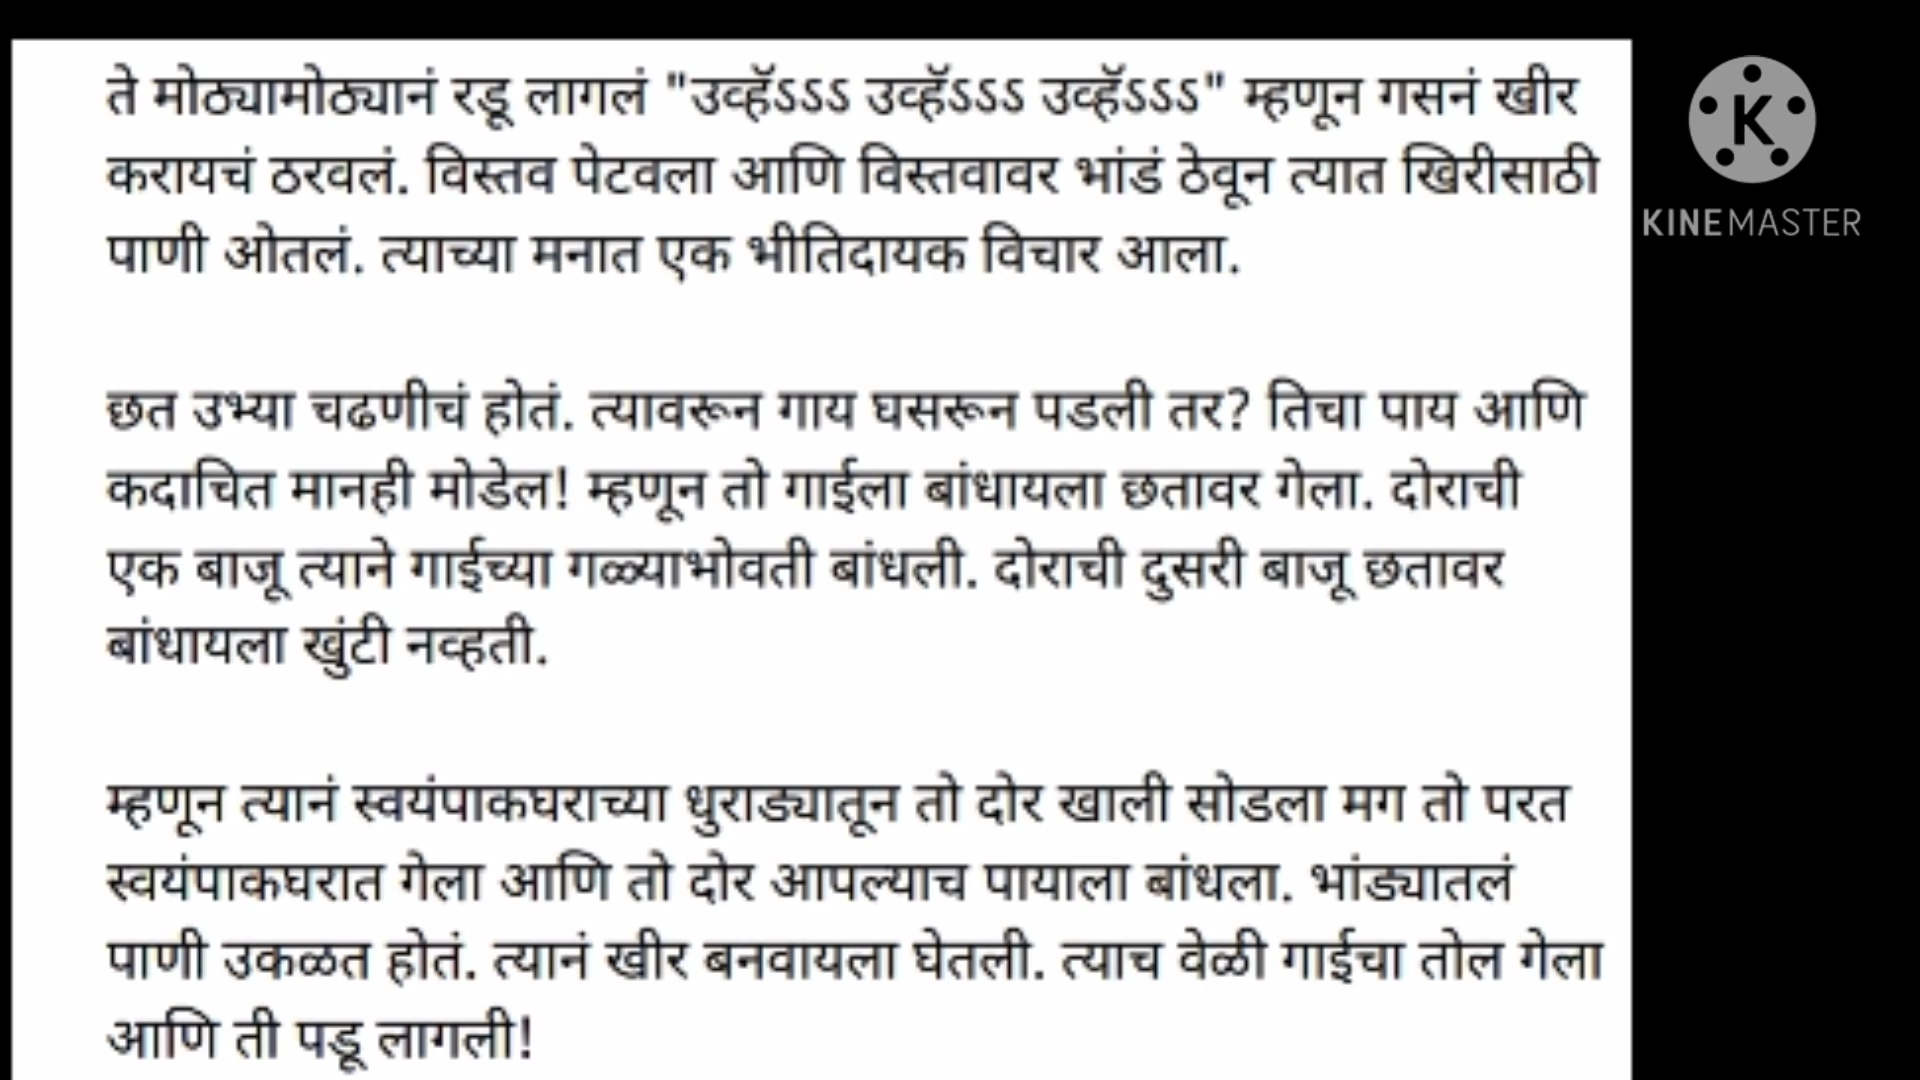 ते मोठ्यामोठ्यानं रडू लागलं "उव्हॅऽऽऽ उव्हॅऽऽऽ उव्हॅऽऽऽ" म्हणून गसनं खीर
करायचं ठरवलं. विस्तव पेटवला आणि विस्तवावर भांडं ठेवून त्यात खिरीसाठी
पाणी ओतलं. त्याच्या मनात एक भीतिदायक विचार आला.
छत उभ्या चढणीचं होतं. त्यावरून गाय घसरून पडली तर? तिचा पाय आणि
कदाचित मानही मोडेल! म्हणून तो गाईला बांधायला छतावर गेला. दोराची
एक बाजू त्याने गाईच्या गळ्याभोवती बांधली. दोराची दुसरी बाजू छतावर
बांधायला खुंटी नव्हती.
म्हणून त्यानं स्वयंपाकघराच्या धुराड्यातून तो दोर खाली सोडला मग तो परत
स्वयंपाकघरात गेला आणि तो दोर आपल्याच पायाला बांधला. भांड्यातलं
पाणी उकळत होतं. त्यानं खीर बनवायला घेतली. त्याच वेळी गाईचा तोल गेला
आणि ती पडू लागली!
K
KINEMASTER